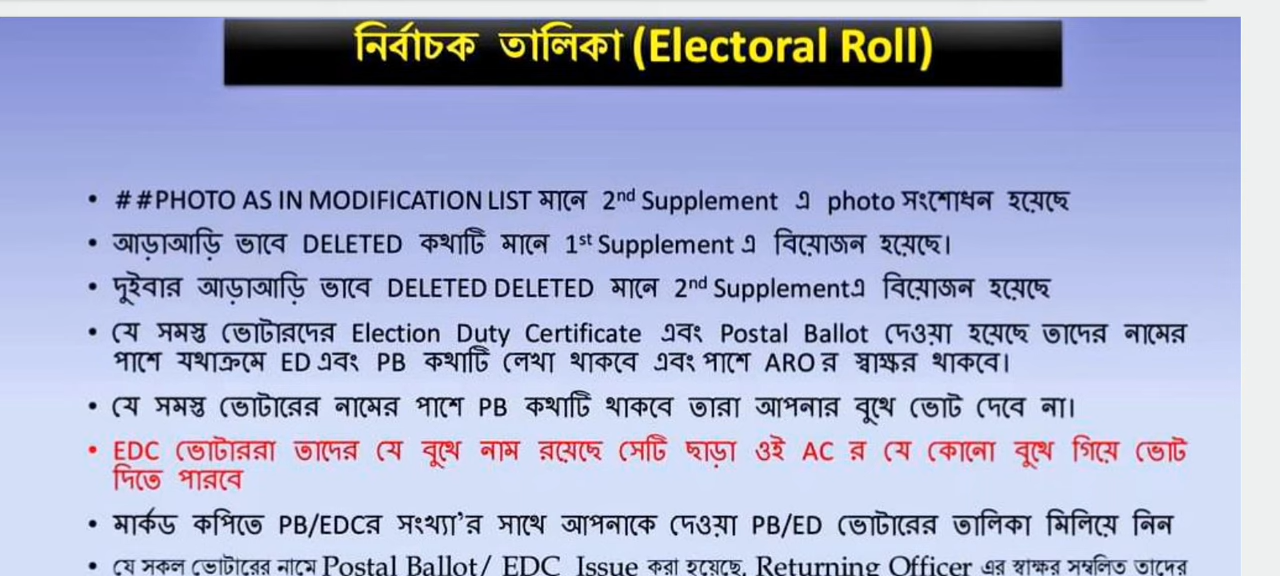 নির্বাচক তালিকা (Electoral Roll)
• ##PHOTO AS IN MODIFICATION LIST মানে 2nd Supplement এ photo সংশোধন হয়েছে
• আড়াআড়ি ভাবে DELETED কথাটি মানে 1st Supplement এ বিয়োজন হয়েছে।
• দুইবার আড়াআড়ি ভাবে DELETED DELETED মানে 2nd Supplementএ বিয়োজন হয়েছে
• যে সমস্ত ভোটারদের Election Duty Certificate এবং Postal Ballot দেওয়া হয়েছে তাদের নামের
পাশে যথাক্রমে ED এবং PB কথাটি লেখা থাকবে এবং পাশে ARO র স্বাক্ষর থাকবে।
• যে সমস্ত ভোটারের নামের পাশে PB কথাটি থাকবে তারা আপনার বুথে ভোট দেবে না।
• EDC ভোটাররা তাদের যে বুথে নাম রয়েছে সেটি ছাড়া ওই AC র যে কোনো বুথে গিয়ে ভোট
দিতে পারবে
• মার্কড কপিতে PB/EDCর সংখ্যা'র সাথে আপনাকে দেওয়া PB/ED ভোটারের তালিকা মিলিয়ে নিন
• যে সকল ভোটারের নামে Postal Ballot/ EDC Issue করা হয়েছে, Returning Officer এর স্বাক্ষর সম্বলিত তাদের